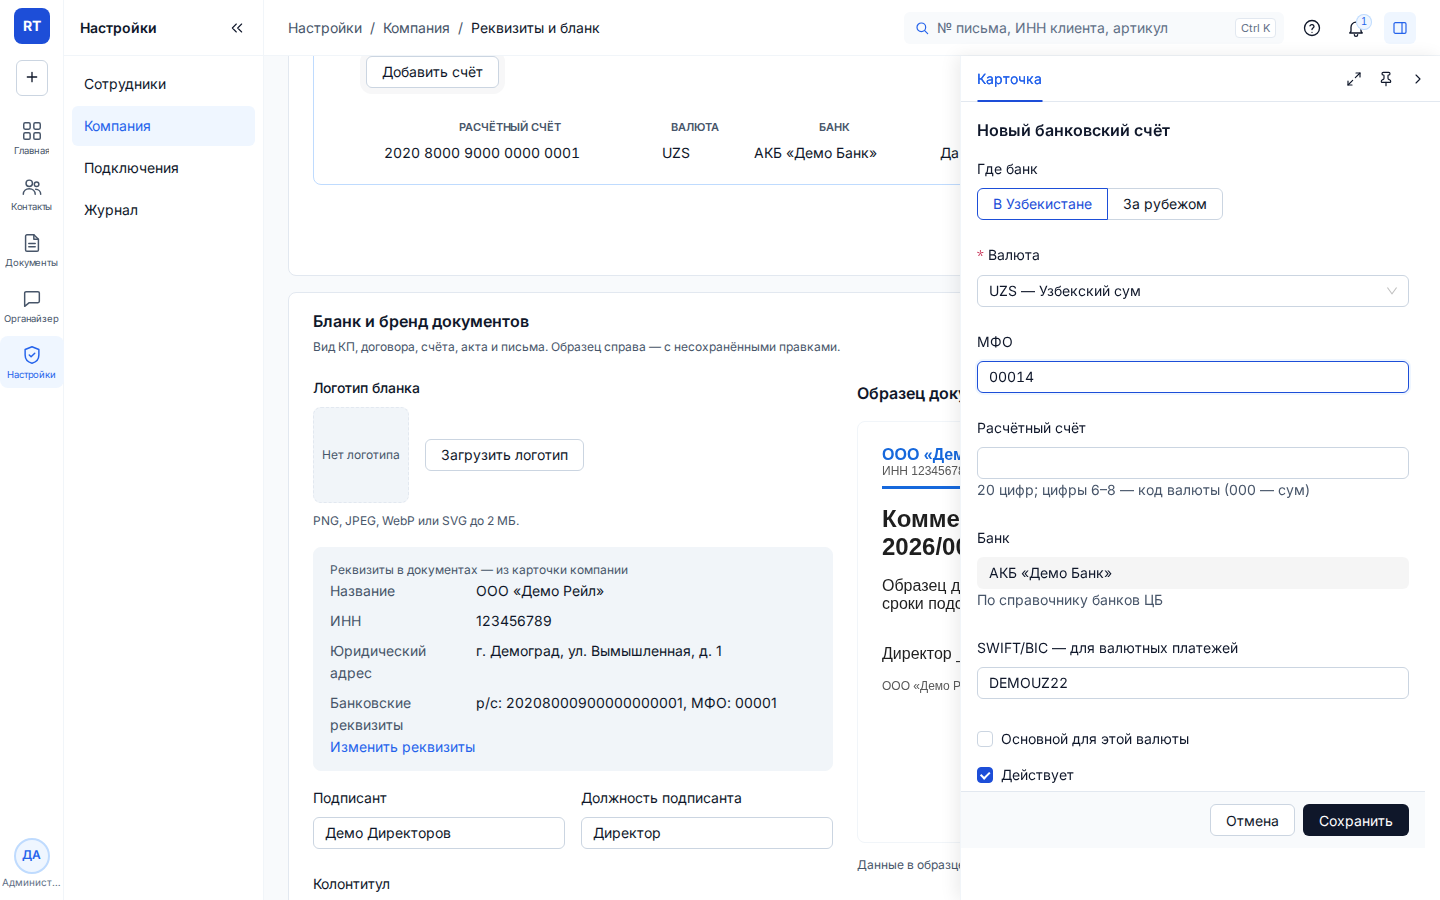 RT
Настройки
Настройки / Компания / Реквизиты и бланк
№ письма, ИНН клиента, артикул
Ctrl K
1
Главная
Контакты
Документы
Органайзер
Настройки
ДА
Админист...
Сотрудники
Компания
Подключения
Журнал
Добавить счёт
РАСЧЁТНЫЙ СЧЁТ ВАЛЮТА БАНК
2020 8000 9000 0000 0001 UZS АКБ «Демо Банк» Да
Бланк и бренд документов
Вид КП, договора, счёта, акта и письма. Образец справа — с несохранёнными правками.
Логотип бланка
Нет логотипа
Загрузить логотип
PNG, JPEG, WebP или SVG до 2 МБ.
Реквизиты в документах — из карточки компании
Название ООО «Демо Рейл»
ИНН 123456789
Юридический адрес г. Демоград, ул. Вымышленная, д. 1
Банковские реквизиты р/с: 20208000900000000001, МФО: 00001
Изменить реквизиты
Подписант Должность подписанта
Демо Директоров Директор
Колонтитул
Образец доку
ООО «Дем
ИНН 12345678
Комме
2026/00
Образец д
сроки подо
Директор _
ООО «Демо Р
Данные в образце
Карточка
Новый банковский счёт
Где банк
В Узбекистане За рубежом
* Валюта
UZS — Узбекский сум
МФО
00014
Расчётный счёт
20 цифр; цифры 6–8 — код валюты (000 — сум)
Банк
АКБ «Демо Банк»
По справочнику банков ЦБ
SWIFT/BIC — для валютных платежей
DEMOUZ22
Основной для этой валюты
Действует
Отмена Сохранить